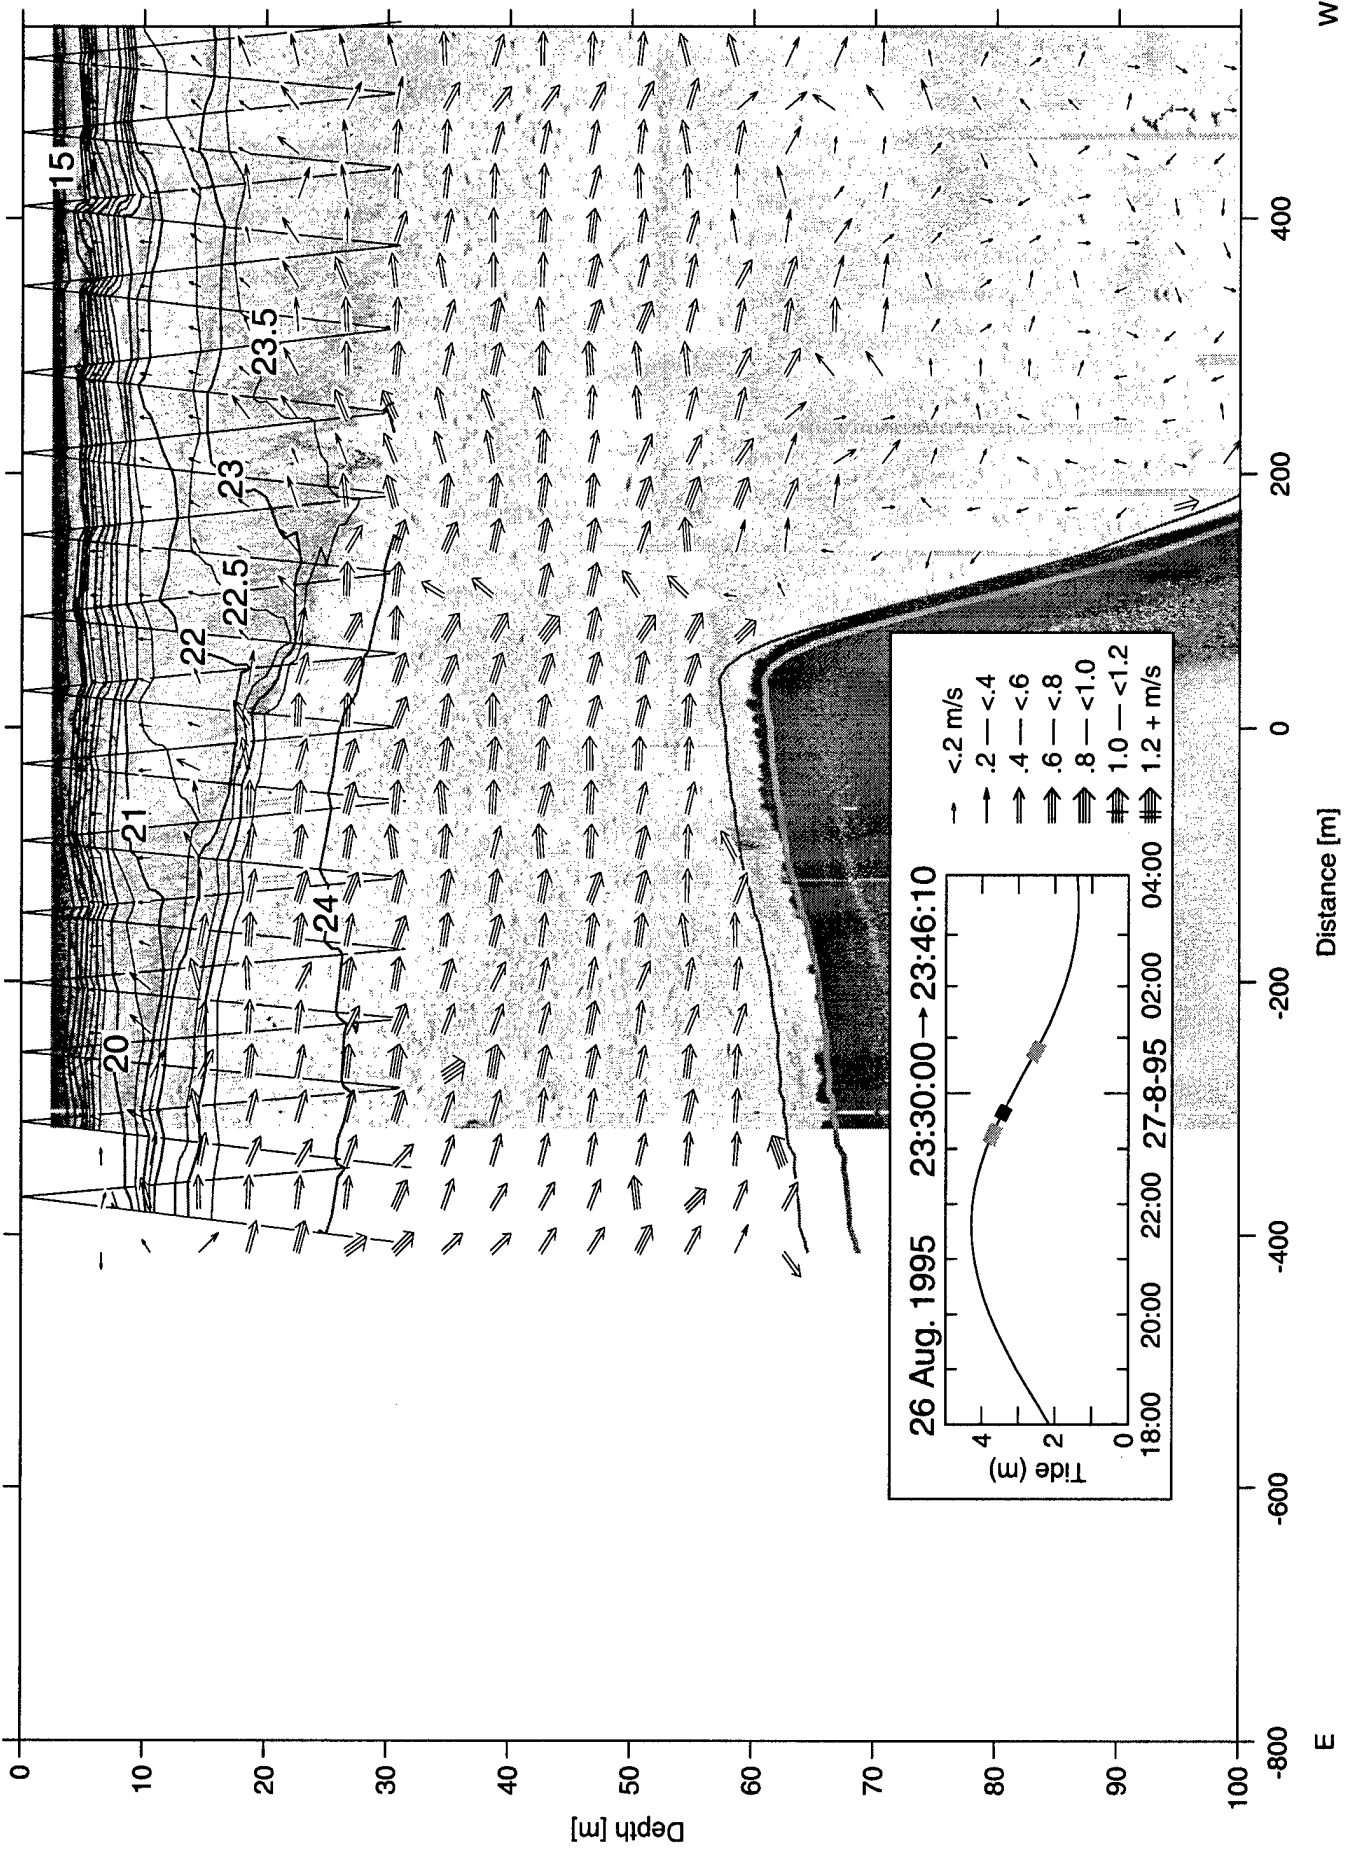 0
10
20
30
40
50
60
70
80
90
100
Depth [m]
-800
-600
-400
-200
0
200
400
Distance [m]
E
W
15
20
21
22
22.5
23
23.5
24
26 Aug. 1995 23:30:00→23:46:10
Tide (m)
4
2
0
18:00 20:00 22:00 27-8-95 02:00 04:00
<.2 m/s
.2 — <.4
.4 — <.6
.6 — <.8
.8 — <1.0
1.0 — <1.2
1.2 + m/s